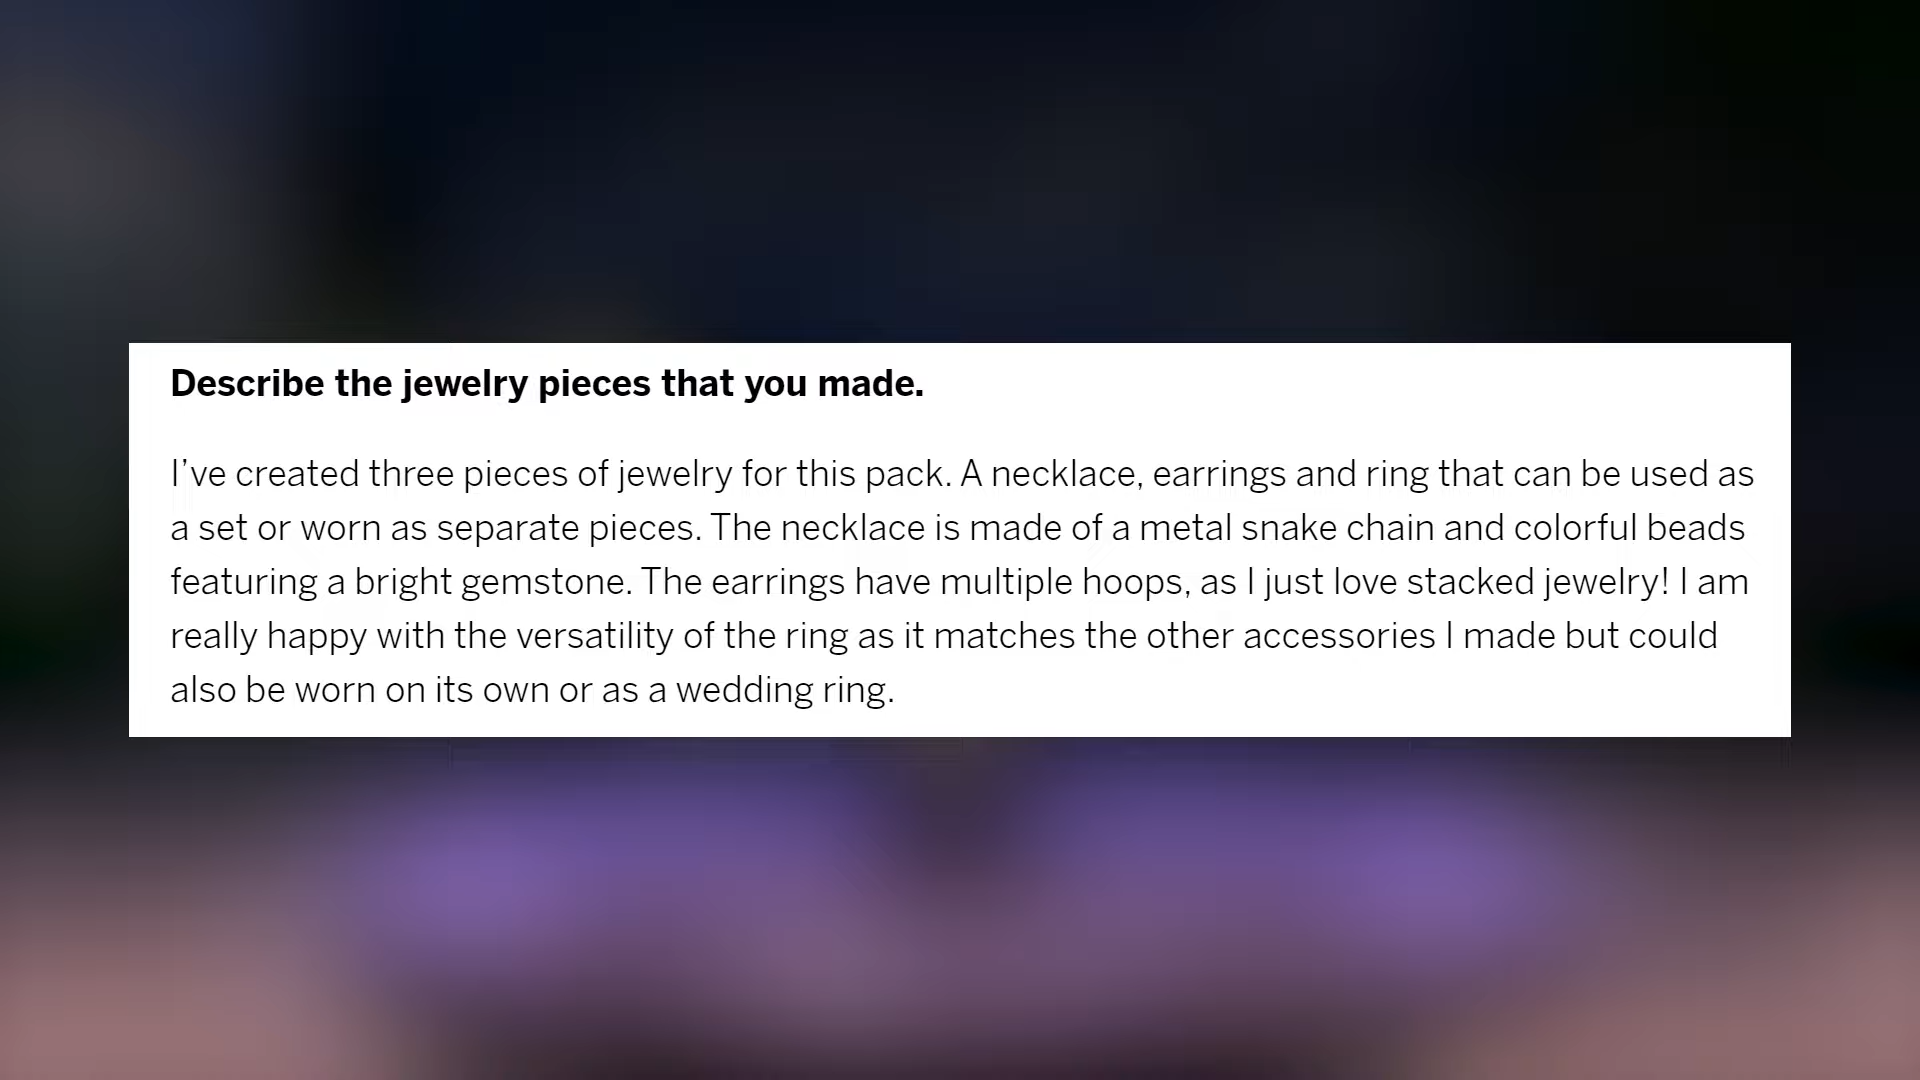 Describe the jewelry pieces that you made.
I’ve created three pieces of jewelry for this pack. A necklace, earrings and ring that can be used as
a set or worn as separate pieces. The necklace is made of a metal snake chain and colorful beads
featuring a bright gemstone. The earrings have multiple hoops, as I just love stacked jewelry! I am
really happy with the versatility of the ring as it matches the other accessories I made but could
also be worn on its own or as a wedding ring.